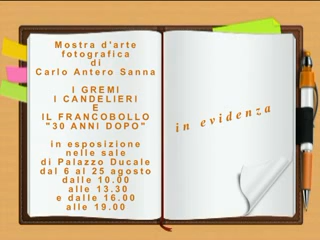 Mostra d'arte
fotografica
di
Carlo Antero Sanna
I GREMI
I CANDELIERI
E
IL FRANCOBOLLO
"30 ANNI DOPO"
in esposizione
nelle sale
di Palazzo Ducale
dal 6 al 25 agosto
dalle 10.00
alle 13.30
e dalle 16.00
alle 19.00
in evidenza